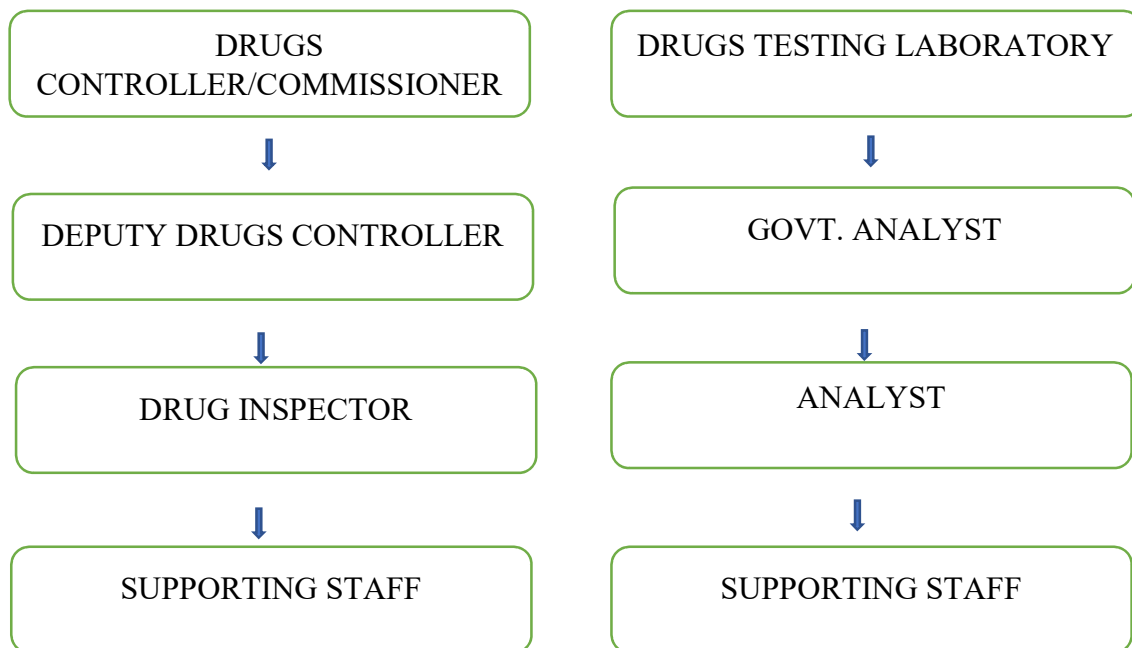 DRUGS
CONTROLLER/COMMISSIONER
DEPUTY DRUGS CONTROLLER
DRUG INSPECTOR
SUPPORTING STAFF
DRUGS TESTING LABORATORY
GOVT. ANALYST
ANALYST
SUPPORTING STAFF